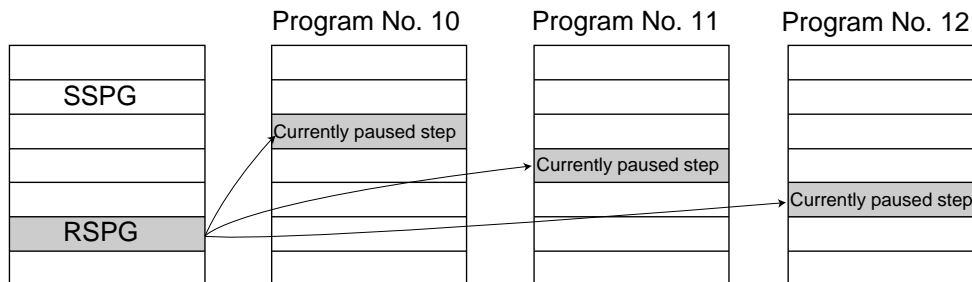 Program No. 10
Program No. 11
Program No. 12
SSPG
Currently paused step
Currently paused step
Currently paused step
RSPG